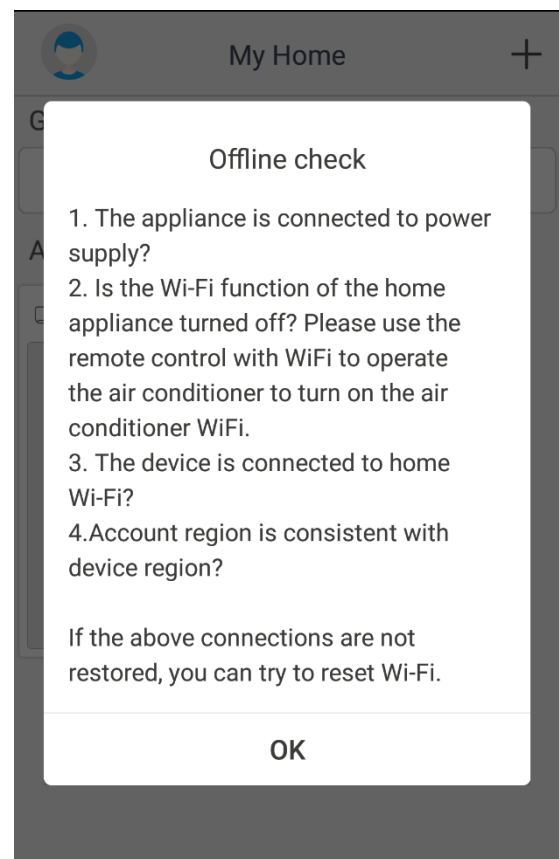 My Home
G
Offline check
1. The appliance is connected to power
supply?
A
2. Is the Wi-Fi function of the home
appliance turned off? Please use the
remote control with WiFi to operate
the air conditioner to turn on the air
conditioner WiFi.
3. The device is connected to home
Wi-Fi?
4.Account region is consistent with
device region?
If the above connections are not
restored, you can try to reset Wi-Fi.
OK